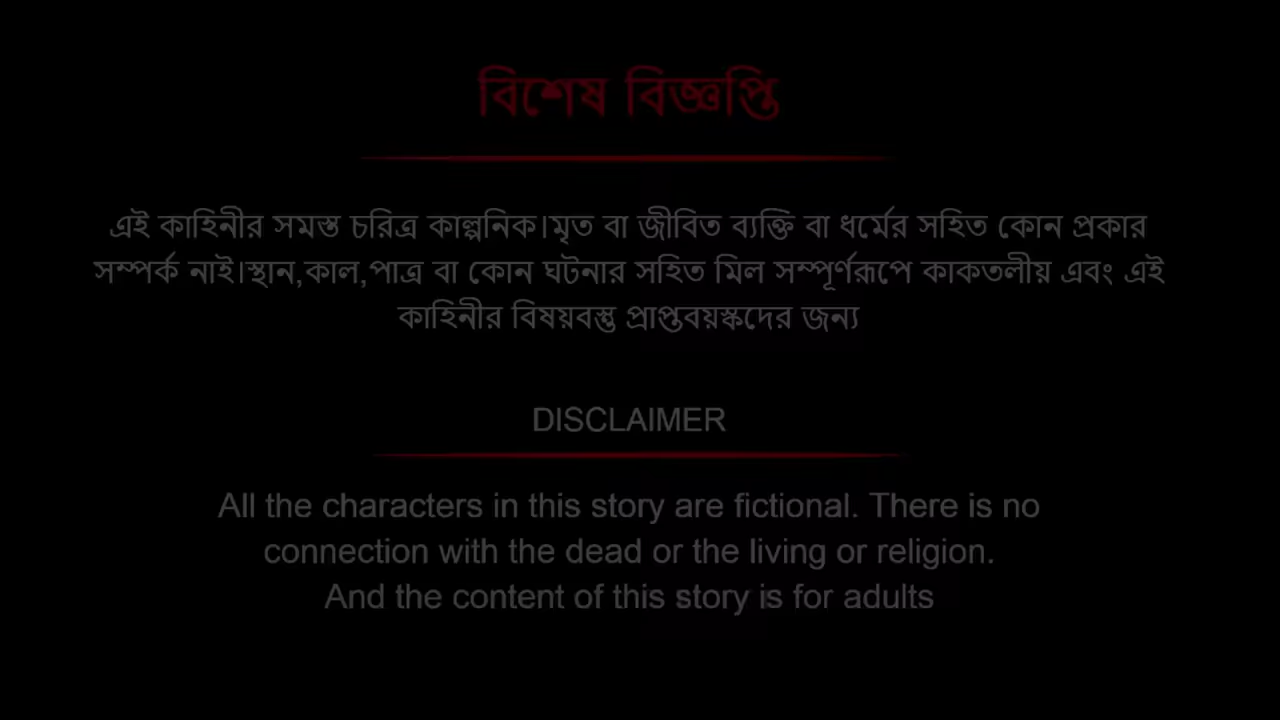 বিশেষ বিজ্ঞপ্তি
এই কাহিনীর সমস্ত চরিত্র কাল্পনিক।মৃত বা জীবিত ব্যক্তি বা ধর্মের সহিত কোন প্রকার
সম্পর্ক নাই।স্থান,কাল,পাত্র বা কোন ঘটনার সহিত মিল সম্পূর্ণরূপে কাকতলীয় এবং এই
কাহিনীর বিষয়বস্তু প্রাপ্তবয়স্কদের জন্য
DISCLAIMER
All the characters in this story are fictional. There is no
connection with the dead or the living or religion.
And the content of this story is for adults